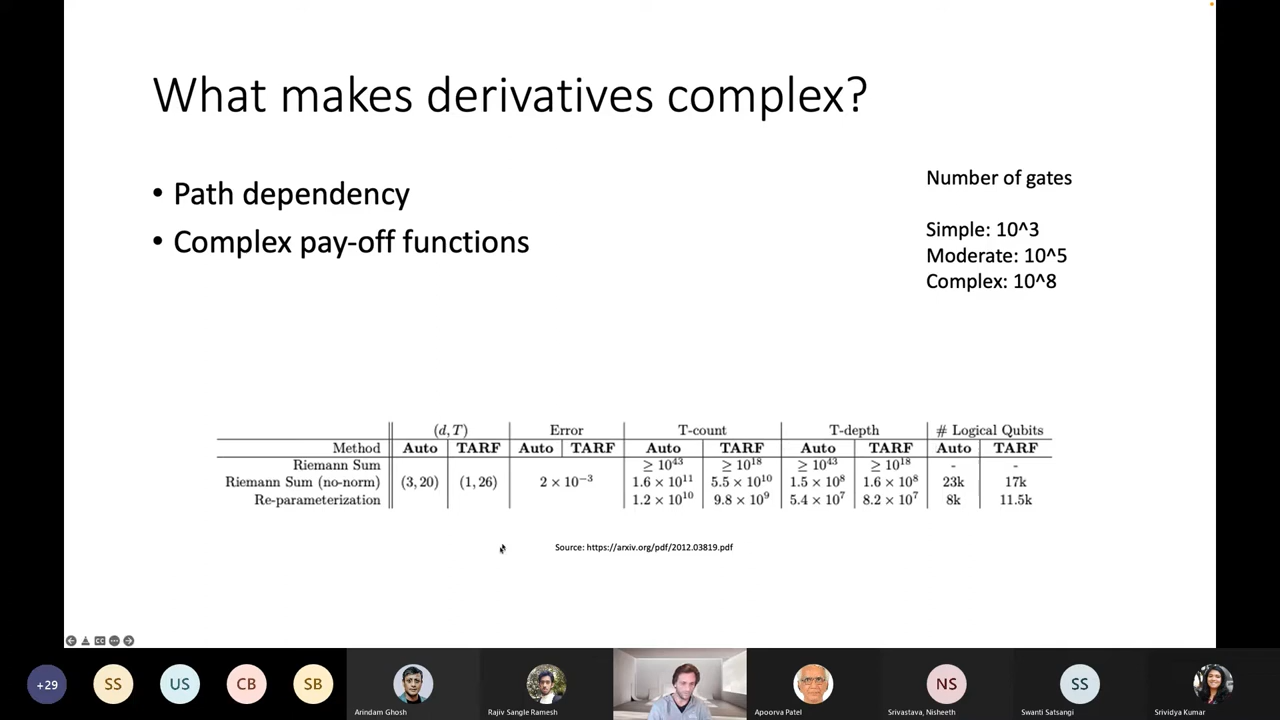 What makes derivatives complex?
• Path dependency
• Complex pay-off functions
Number of gates
Simple: 10^3
Moderate: 10^5
Complex: 10^8
(d, T) Error T-count T-depth # Logical Qubits
Method Auto TARF Auto TARF Auto TARF Auto TARF Auto TARF
Riemann Sum ≥ 10^43 ≥ 10^18 ≥ 10^43 ≥ 10^18 - -
Riemann Sum (no-norm) (3, 20) (1, 26) 2 × 10^−3 1.6 × 10^11 5.5 × 10^10 1.5 × 10^8 1.6 × 10^8 23k 17k
Re-parameterization 1.2 × 10^10 9.8 × 10^9 5.4 × 10^7 8.2 × 10^7 8k 11.5k
Source: https://arxiv.org/pdf/2012.03819.pdf
+29 SS US CB SB NS SS
Arindam Ghosh Rajiv Sangle Ramesh Apoorva Patel Srivastava, Nisheeth Swanti Satsangi Srividya Kumar